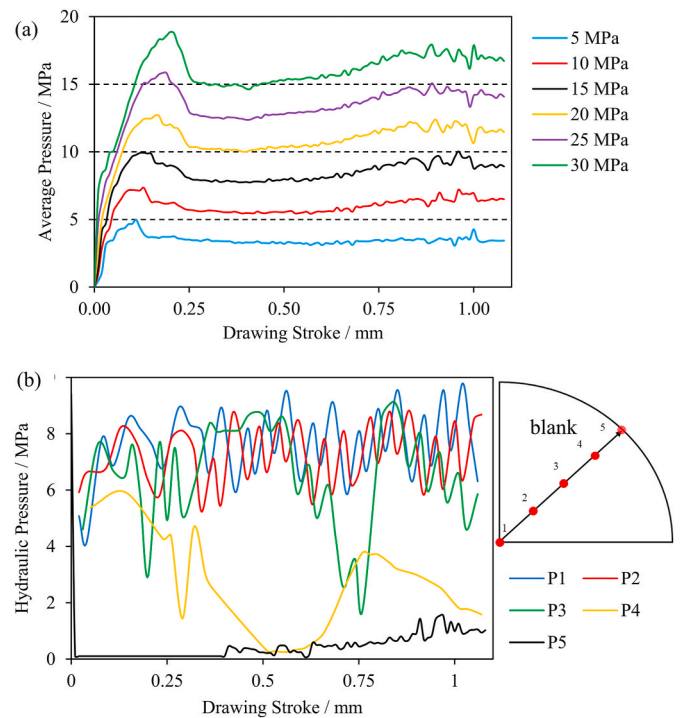 (a)
Average Pressure / MPa
20
15
10
5
0
0.00 0.25 0.50 0.75 1.00
Drawing Stroke / mm
5 MPa
10 MPa
15 MPa
20 MPa
25 MPa
30 MPa
(b)
Hydraulic Pressure / MPa
8
6
4
2
0
0 0.25 0.5 0.75 1
Drawing Stroke / mm
blank
5
4
3
2
1
P1 P2
P3 P4
P5